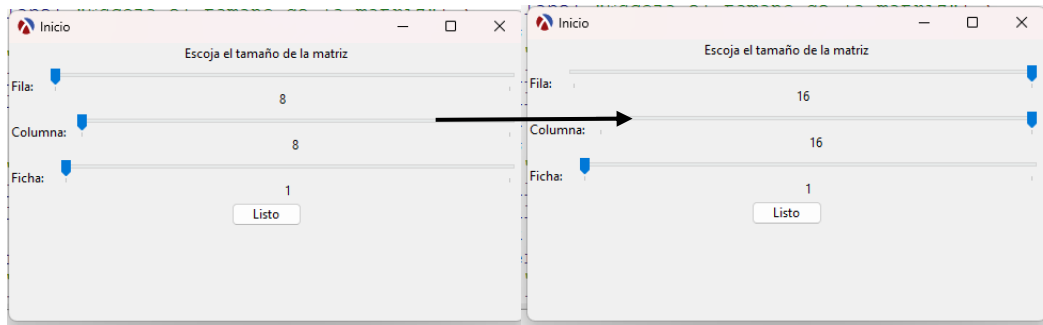 Inicio
Escoja el tamaño de la matriz
Fila:
8
Columna:
8
Ficha:
1
Listo
Inicio
Escoja el tamaño de la matriz
Fila:
16
Columna:
16
Ficha:
1
Listo